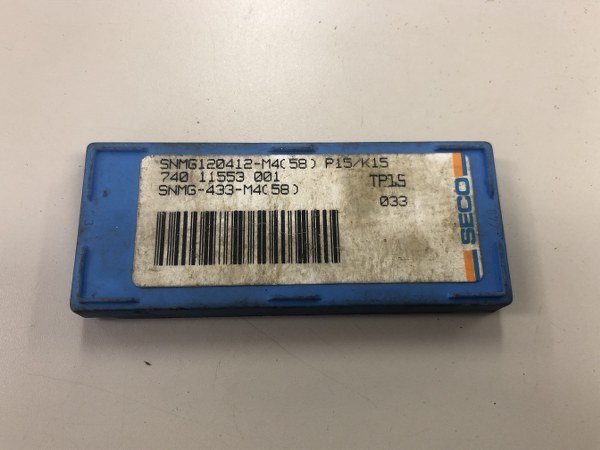 SNMG120412-M4(58) P15/K15
740 11553 001
TP15
SNMG-433-M4(58)
033
SECO